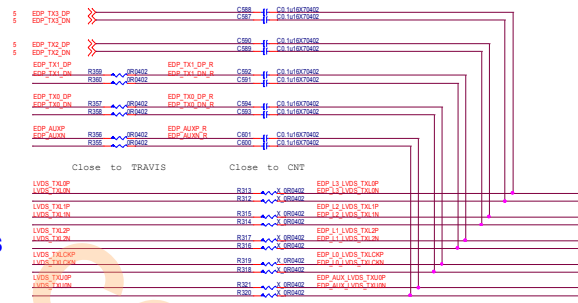 5 EDP_TX3_DP C588 C0.1u16X70402
5 EDP_TX3_DN C587 C0.1u16X70402
5 EDP_TX2_DP C590 C0.1u16X70402
5 EDP_TX2_DN C589 C0.1u16X70402
EDP_TX1_DP EDP_TX1_DP_R
EDP_TX1_DN R359 0R0402 EDP_TX1_DN_R C592 C0.1u16X70402
R360 0R0402 C591 C0.1u16X70402
EDP_TX0_DP EDP_TX0_DP_R
EDP_TX0_DN R357 0R0402 EDP_TX0_DN_R C594 C0.1u16X70402
R358 0R0402 C593 C0.1u16X70402
EDP_AUXP EDP_AUXP_R
EDP_AUXN R356 0R0402 EDP_AUXN_R C601 C0.1u16X70402
R355 0R0402 C600 C0.1u16X70402
Close to TRAVIS Close to CNT
LVDS_TXL0P EDP_L3_LVDS_TXL0P
LVDS_TXL0N R313 X_0R0402 EDP_L3_LVDS_TXL0N
R312 X_0R0402
LVDS_TXL1P EDP_L2_LVDS_TXL1P
LVDS_TXL1N R315 X_0R0402 EDP_L2_LVDS_TXL1N
R314 X_0R0402
LVDS_TXL2P EDP_L1_LVDS_TXL2P
LVDS_TXL2N R317 X_0R0402 EDP_L1_LVDS_TXL2N
R316 X_0R0402
LVDS_TXLCKP EDP_L0_LVDS_TXLCKP
LVDS_TXLCKN R319 X_0R0402 EDP_L0_LVDS_TXLCKN
R318 X_0R0402
LVDS_TXU0P EDP_AUX_LVDS_TXU0P
LVDS_TXU0N R321 X_0R0402 EDP_AUX_LVDS_TXU0N
R320 X_0R0402